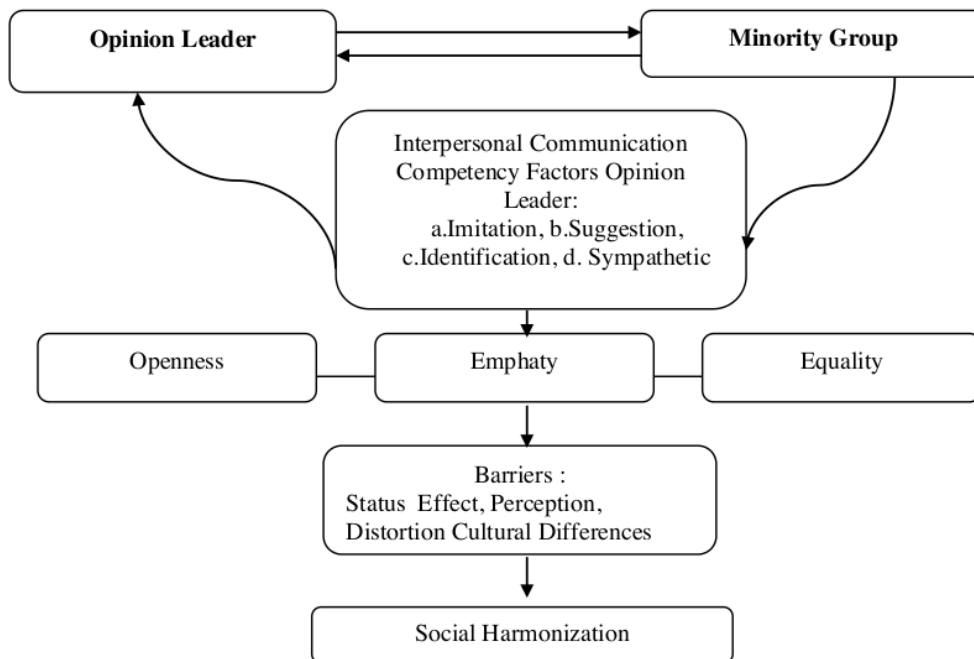 Opinion Leader
Minority Group
Interpersonal Communication
Competency Factors Opinion
Leader:
a.Imitation, b.Suggestion,
c.Identification, d. Sympathetic
Openness
Emphaty
Equality
Barriers :
Status Effect, Perception,
Distortion Cultural Differences
Social Harmonization